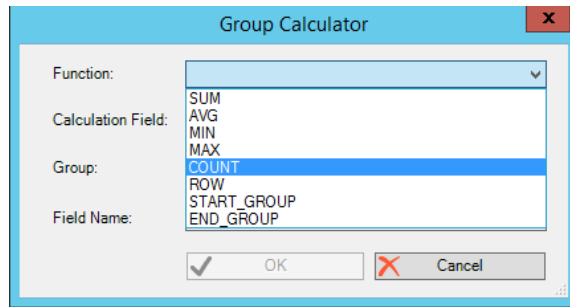 Group Calculator
x
Function:
SUM
AVG
Calculation Field:
MIN
MAX
Group:
COUNT
ROW
START_GROUP
Field Name:
END_GROUP
OK
Cancel